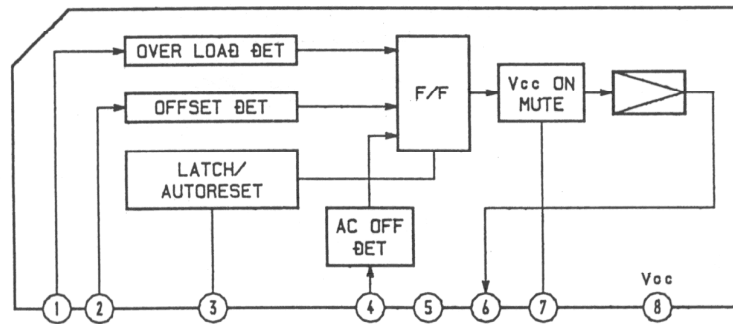 OVER LOAD DET
OFFSET DET
F/F
Vcc ON
MUTE
LATCH/
AUTORESET
AC OFF
DET
Vcc
1 2 3 4 5 6 7 8